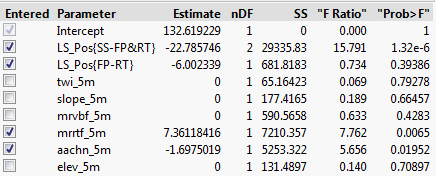 Entered Parameter Estimate nDF SS "F Ratio" "Prob>F"
Intercept 132.619229 1 0 0.000 1
LS_Pos{SS-FP&RT} -22.785746 2 29335.83 15.791 1.32e-6
LS_Pos{FP-RT} -6.002339 1 681.8183 0.734 0.39386
twi_5m 0 1 65.16423 0.069 0.79278
slope_5m 0 1 177.4165 0.189 0.66457
mrvbf_5m 0 1 590.5658 0.633 0.4283
mrrtf_5m 7.36118416 1 7210.357 7.762 0.0065
aachn_5m -1.6975019 1 5253.322 5.656 0.01952
elev_5m 0 1 131.4897 0.140 0.70897